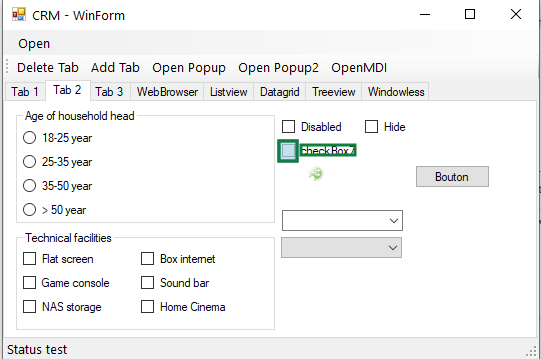 CRM - WinForm
Open
Delete Tab Add Tab Open Popup Open Popup2 OpenMDI
Tab 1 Tab 2 Tab 3 WebBrowser Listview Datagrid Treeview Windowless
Age of household head
18-25 year
25-35 year
35-50 year
> 50 year
Disabled Hide
checkBox7
Bouton
Technical facilities
Flat screen Box internet
Game console Sound bar
NAS storage Home Cinema
Status test